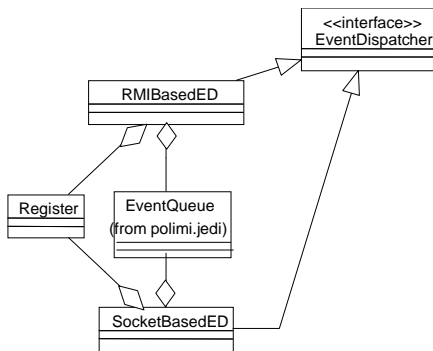 <<interface>>
EventDispatcher
RMIBasedED
Register
EventQueue
(from polimi.jedi)
SocketBasedED